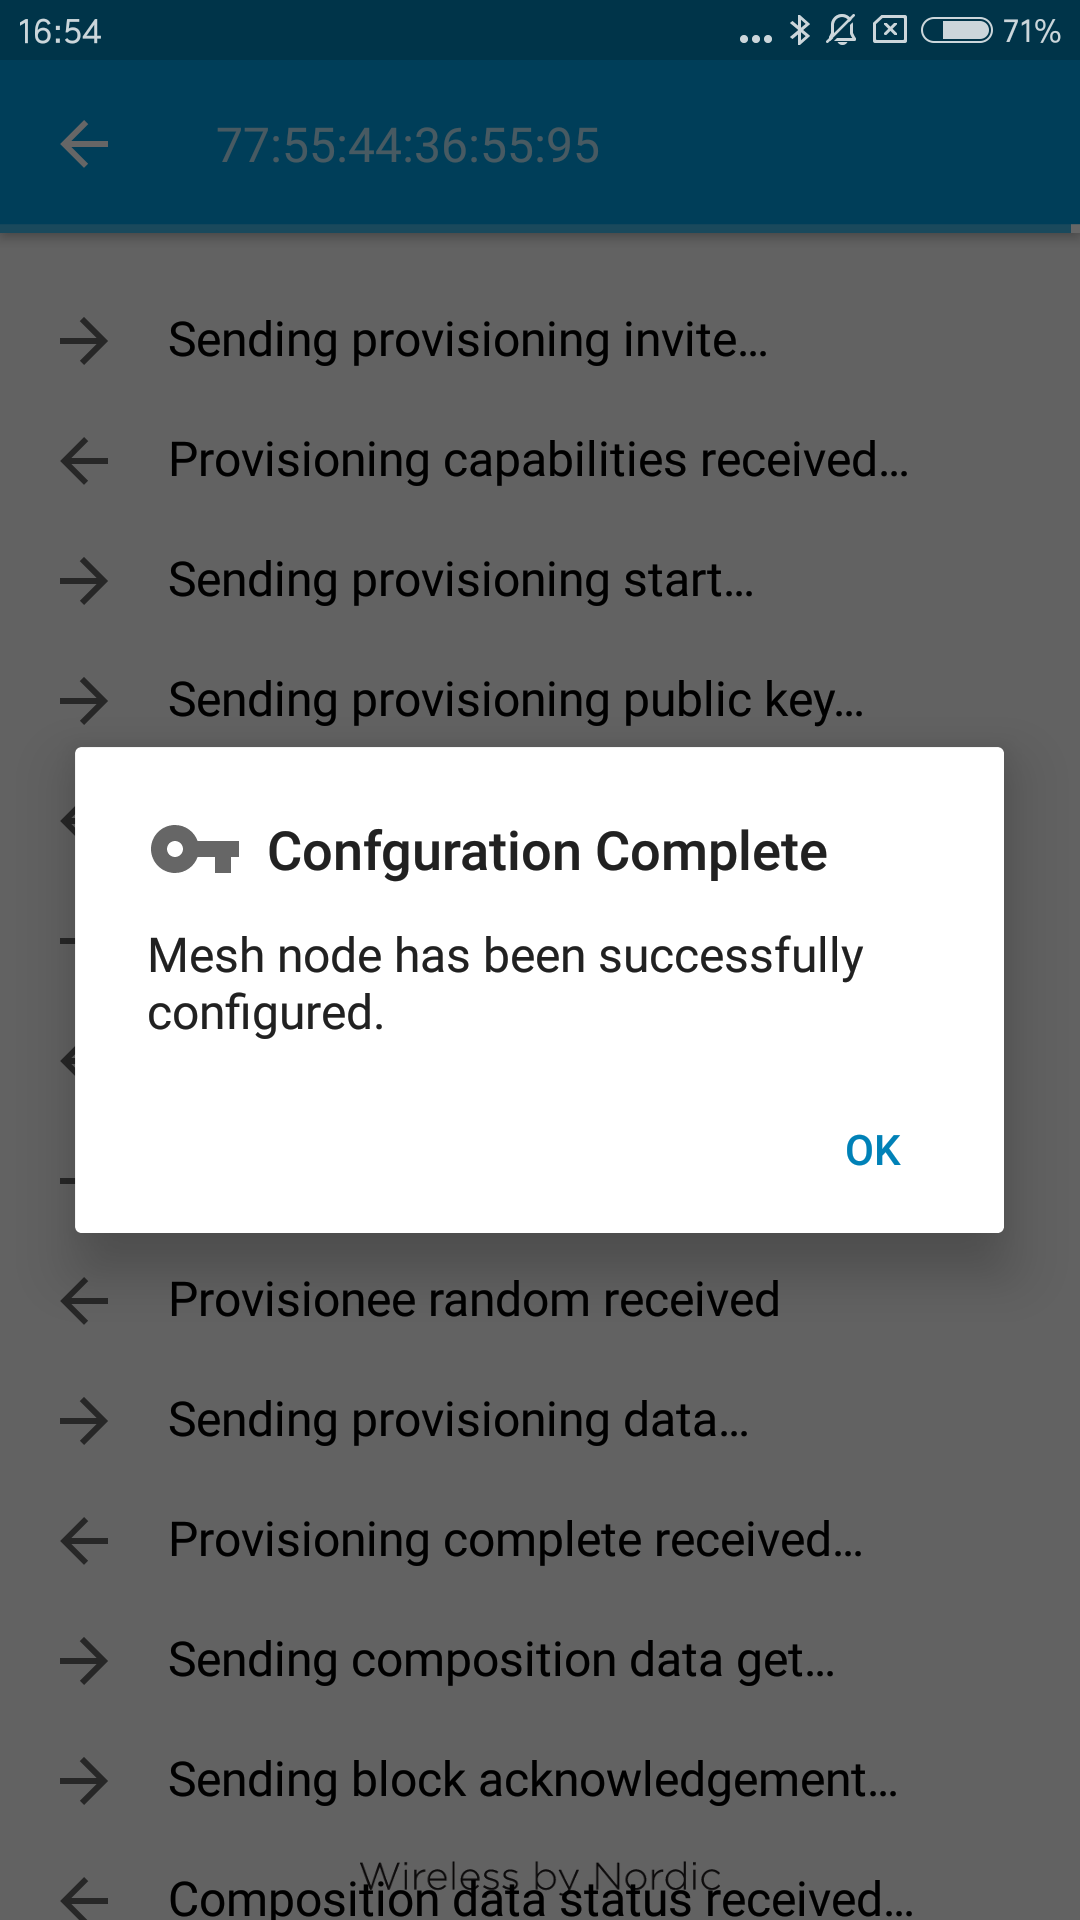 16:54
71%
77:55:44:36:55:95
Sending provisioning invite...
Provisioning capabilities received...
Sending provisioning start...
Sending provisioning public key...
Confguration Complete
Mesh node has been successfully
configured.
OK
Provisionee random received
Sending provisioning data...
Provisioning complete received...
Sending composition data get...
Sending block acknowledgement...
Wireless by Nordic
Composition data status received...